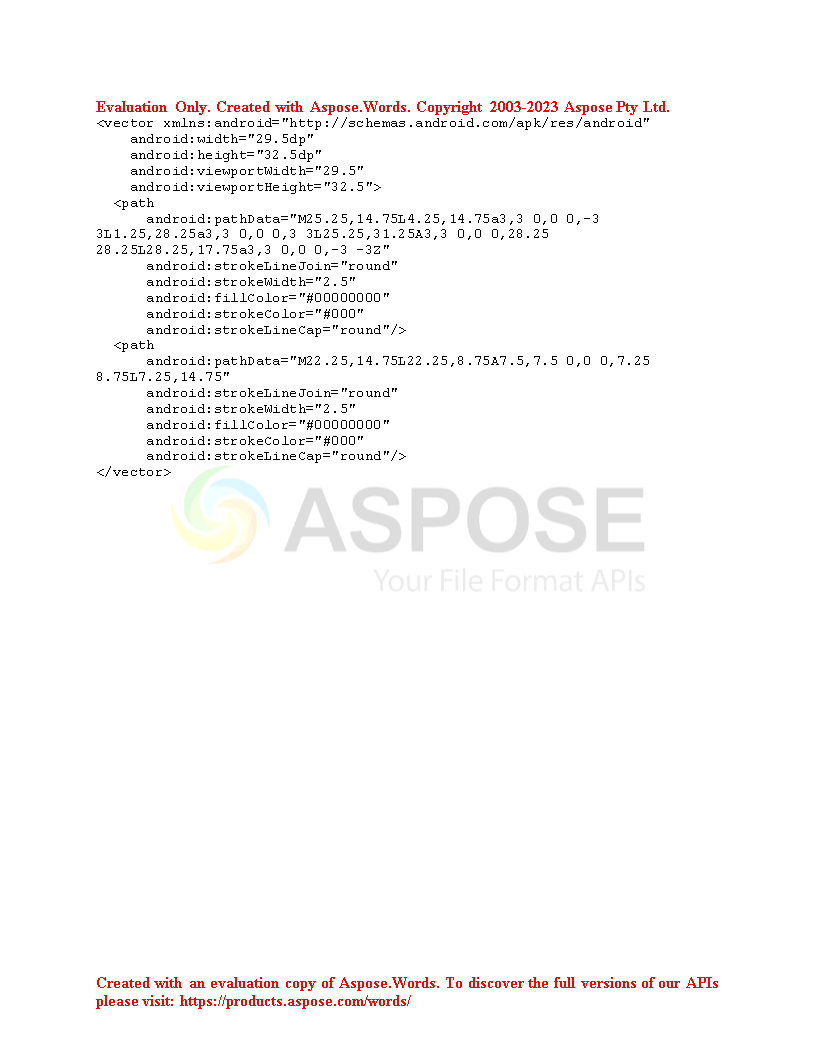 Evaluation Only. Created with Aspose.Words. Copyright 2003-2023 Aspose Pty Ltd.
<vector xmlns:android="http://schemas.android.com/apk/res/android"
    android:width="29.5dp"
    android:height="32.5dp"
    android:viewportWidth="29.5"
    android:viewportHeight="32.5">
  <path
      android:pathData="M25.25,14.75L4.25,14.75a3,3 0,0 0,-3
3L1.25,28.25a3,3 0,0 0,3 3L25.25,31.25A3,3 0,0 0,28.25
28.25L28.25,17.75a3,3 0,0 0,-3 -3Z"
      android:strokeLineJoin="round"
      android:strokeWidth="2.5"
      android:fillColor="#00000000"
      android:strokeColor="#000"
      android:strokeLineCap="round"/>
  <path
      android:pathData="M22.25,14.75L22.25,8.75A7.5,7.5 0,0 0,7.25
8.75L7.25,14.75"
      android:strokeLineJoin="round"
      android:strokeWidth="2.5"
      android:fillColor="#00000000"
      android:strokeColor="#000"
      android:strokeLineCap="round"/>
</vector>
ASPOSE
Your File Format APIs
Created with an evaluation copy of Aspose.Words. To discover the full versions of our APIs
please visit: https://products.aspose.com/words/